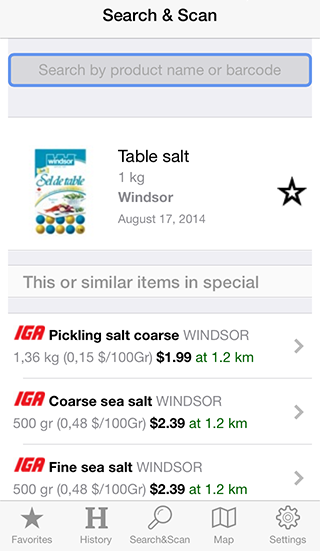 Search & Scan
Search by product name or barcode
windsor
Sel de table
Table salt
1 kg
Windsor
August 17, 2014
This or similar items in special
IGA Pickling salt coarse WINDSOR
1,36 kg (0,15 $/100Gr) $1.99 at 1.2 km
IGA Coarse sea salt WINDSOR
500 gr (0,48 $/100Gr) $2.39 at 1.2 km
IGA Fine sea salt WINDSOR
500 gr (0,48 $/100Gr) $2.39 at 1.2 km
Favorites History Search&Scan Map Settings